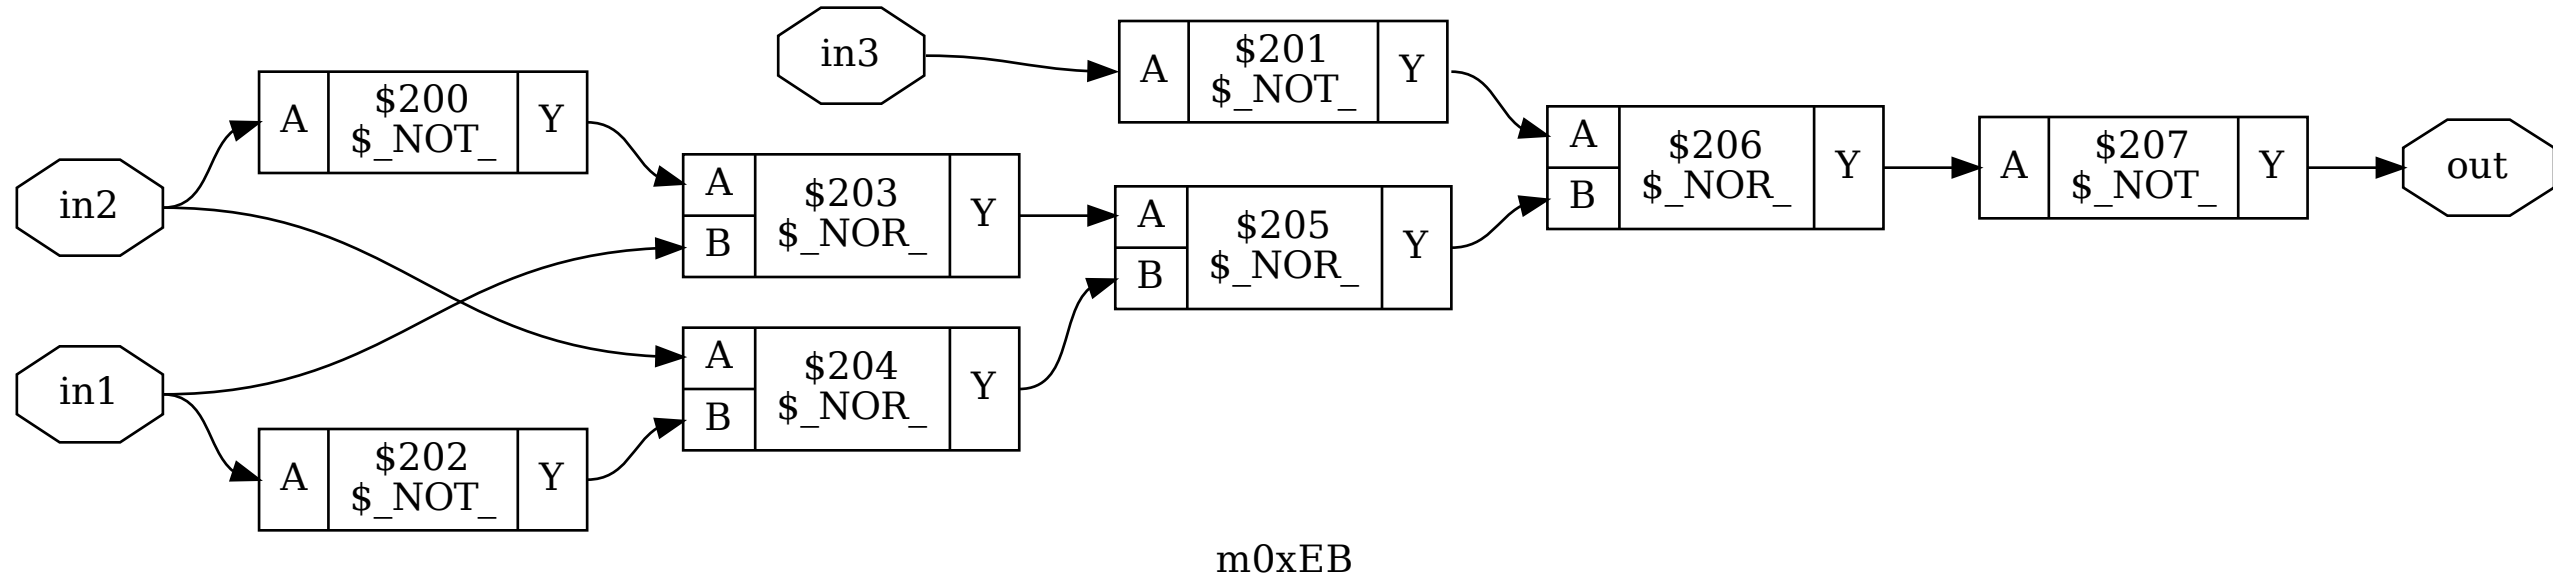 in3
A
$201
$_NOT_
Y
A
$200
$_NOT_
Y
A
B
$206
$_NOR_
Y
A
$207
$_NOT_
Y
out
in2
A
B
$203
$_NOR_
Y
A
B
$205
$_NOR_
Y
in1
A
B
$204
$_NOR_
Y
A
$202
$_NOT_
Y
m0xEB